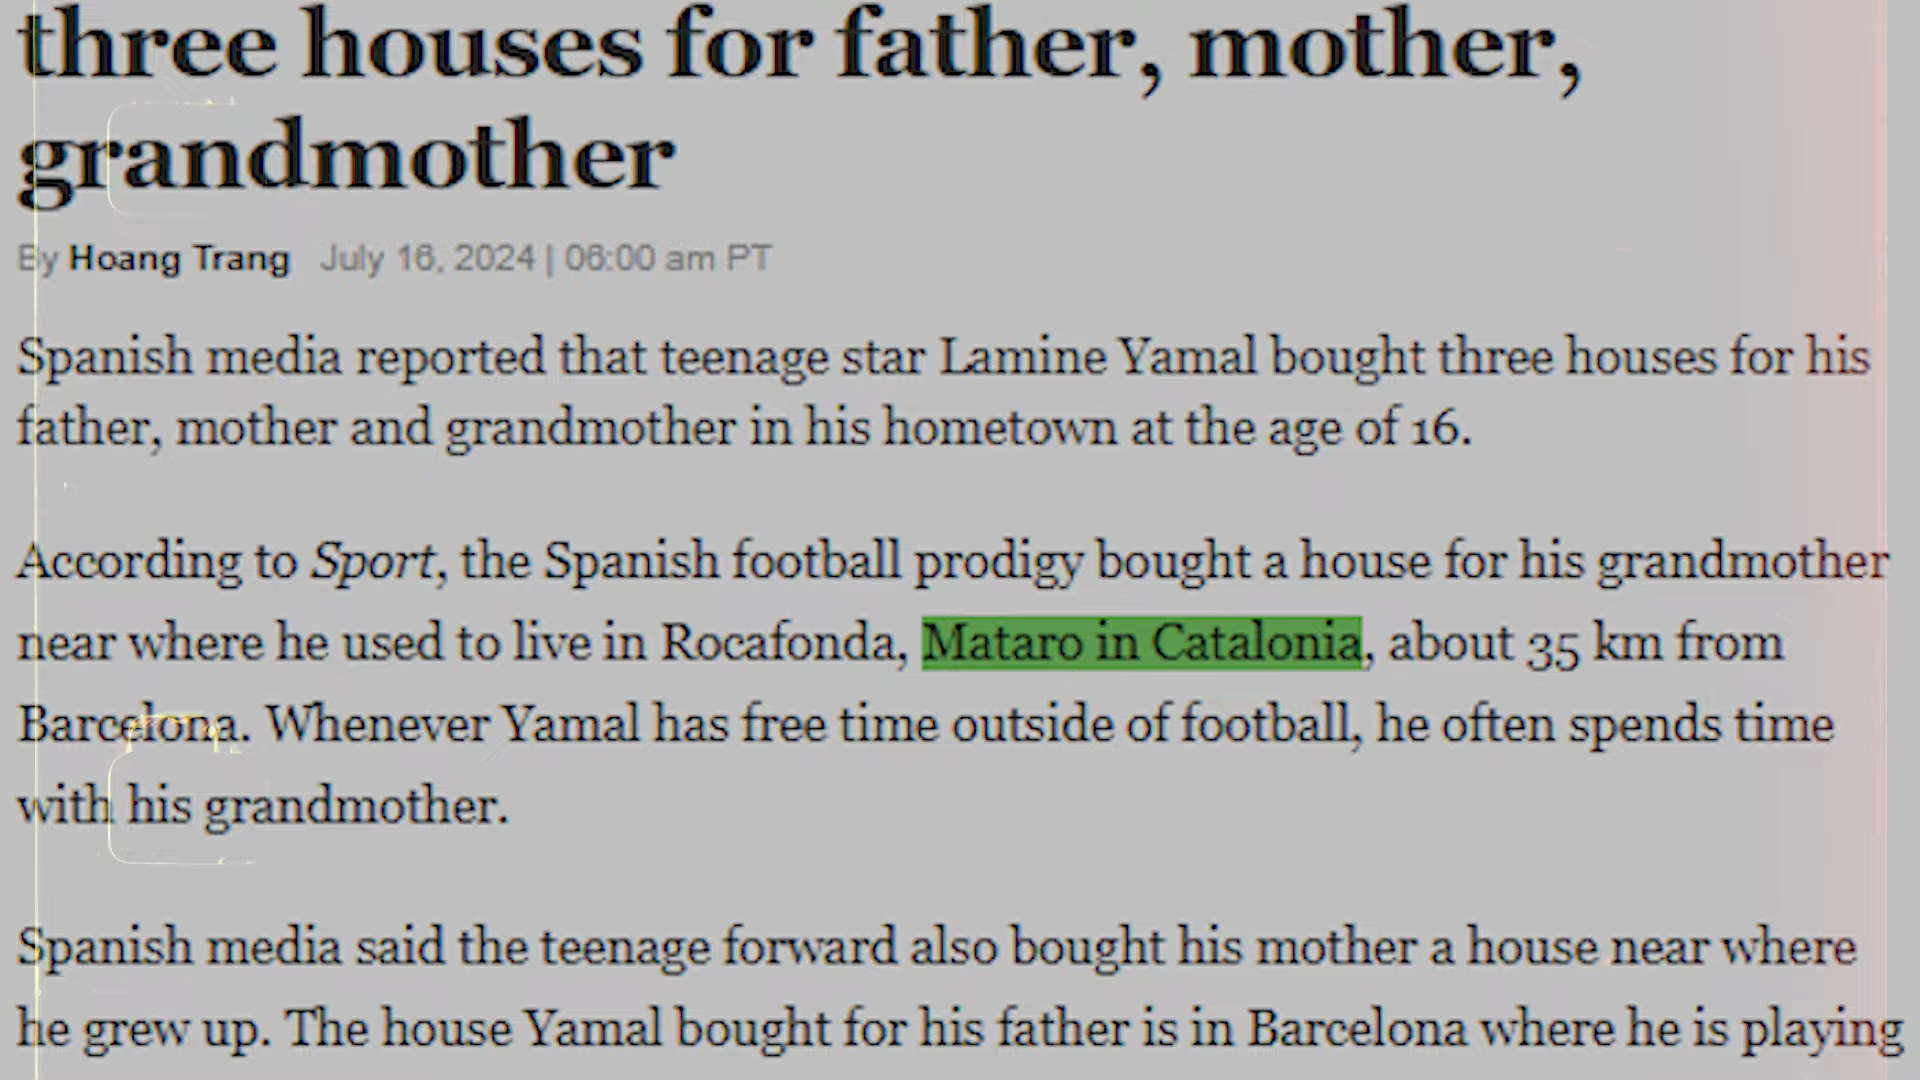 three houses for father, mother,
grandmother
By Hoang Trang July 16, 2024 | 06:00 am PT
Spanish media reported that teenage star Lamine Yamal bought three houses for his
father, mother and grandmother in his hometown at the age of 16.
According to Sport, the Spanish football prodigy bought a house for his grandmother
near where he used to live in Rocafonda, Mataro in Catalonia, about 35 km from
Barcelona. Whenever Yamal has free time outside of football, he often spends time
with his grandmother.
Spanish media said the teenage forward also bought his mother a house near where
he grew up. The house Yamal bought for his father is in Barcelona where he is playing